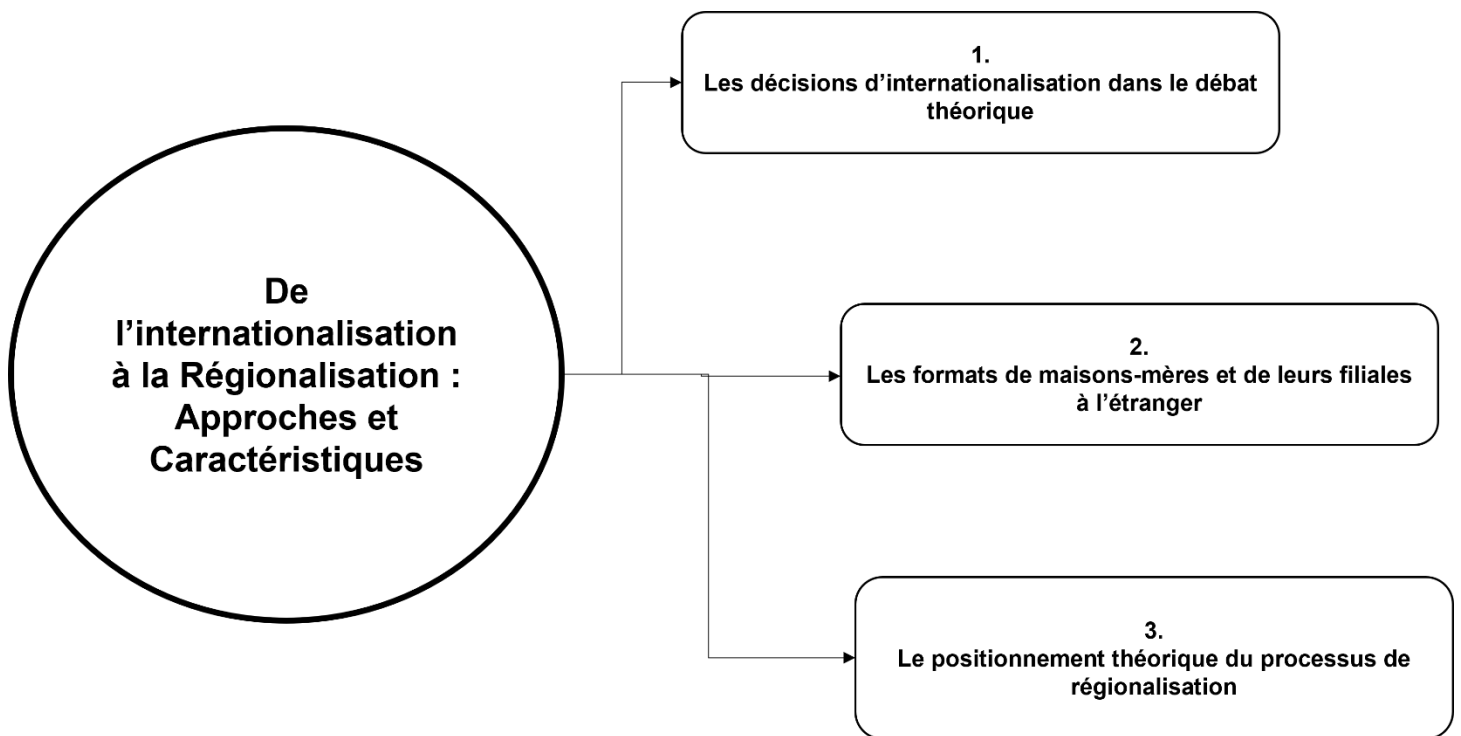 De
l’internationalisation
à la Régionalisation :
Approches et
Caractéristiques
1.
Les décisions d’internationalisation dans le débat
théorique
2.
Les formats de maisons-mères et de leurs filiales
à l’étranger
3.
Le positionnement théorique du processus de
régionalisation